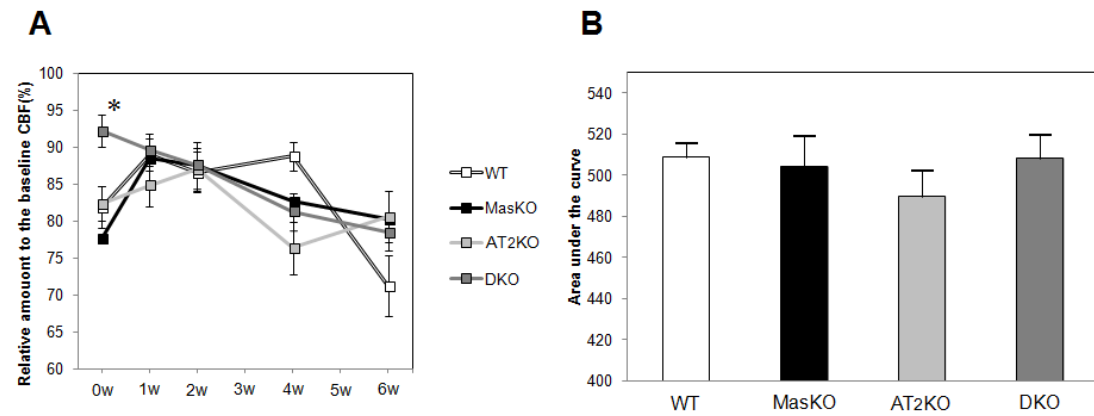 A
Relative amount to the baseline CBF(%)
100
95
90
85
80
75
70
65
60
*
0w 1w 2w 3w 4w 5w 6w
WT
MasKO
AT2KO
DKO
B
Area under the curve
540
520
500
480
460
440
420
400
WT MasKO AT2KO DKO